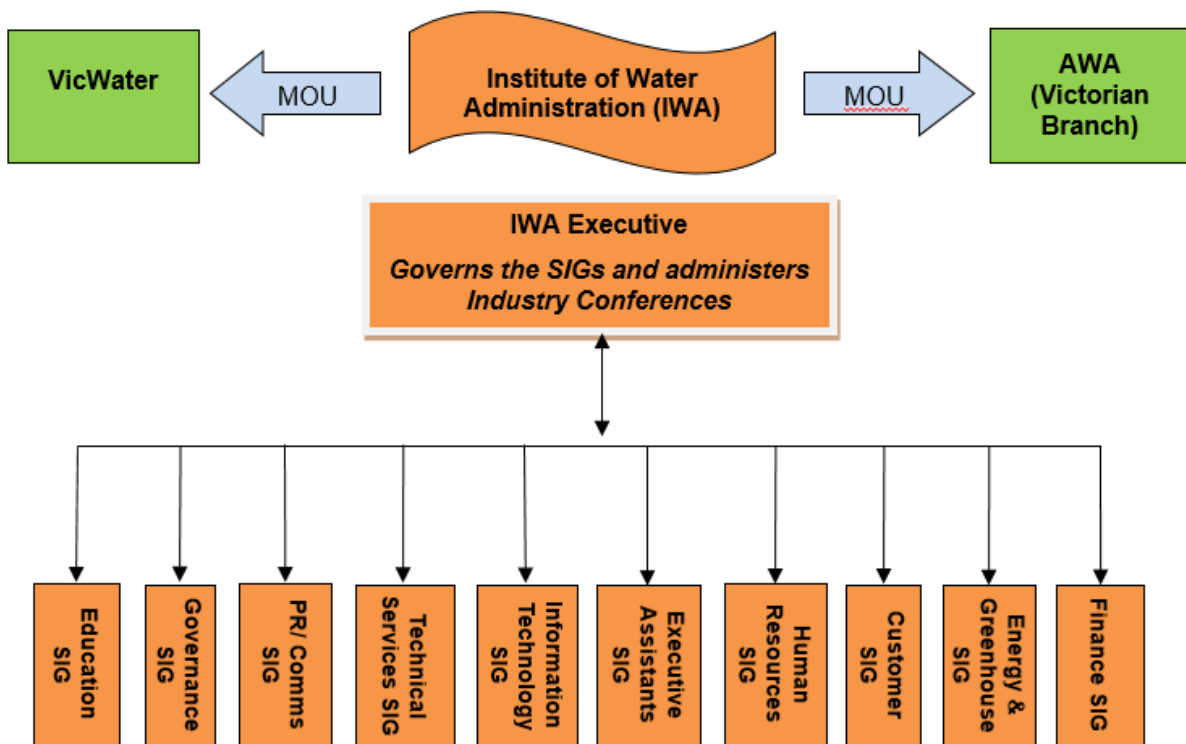 VicWater
MOU
Institute of Water
Administration (IWA)
MOU
AWA
(Victorian
Branch)
IWA Executive
Governs the SIGs and administers
Industry Conferences
Education
SIG
Governance
SIG
PR/ Comms
SIG
Technical
Services SIG
Information
Technology
SIG
Executive
Assistants
SIG
Human
Resources
SIG
Customer
SIG
Energy &
Greenhouse
SIG
Finance SIG